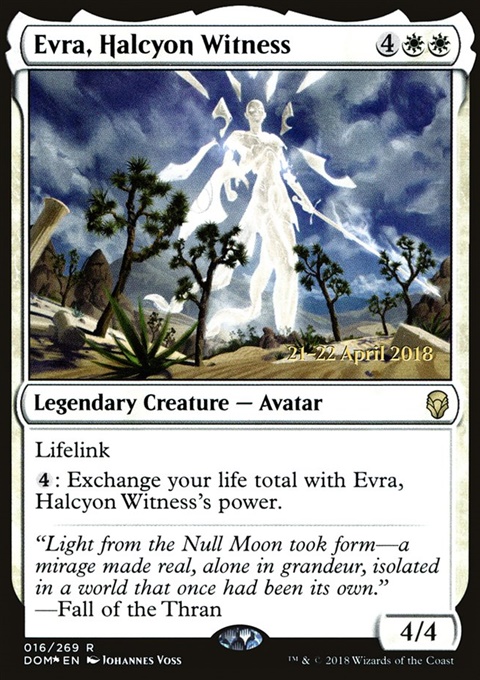 Evra, Halcyon Witness 4
21-22 April 2018
Legendary Creature — Avatar
Lifelink
4: Exchange your life total with Evra,
Halcyon Witness's power.
"Light from the Null Moon took form—a
mirage made real, alone in grandeur, isolated
in a world that once had been its own."
—Fall of the Thran
4/4
016/269 R
DOM★EN Johannes Voss
™ & © 2018 Wizards of the Coast